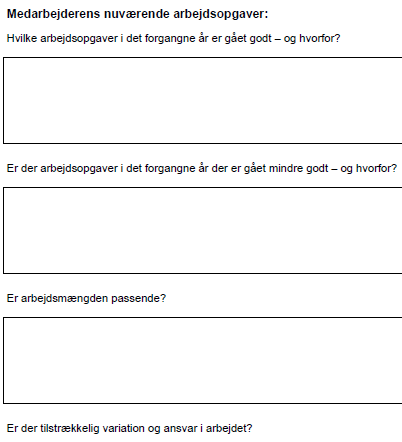 Medarbejderens nuværende arbejdsopgaver:
Hvilke arbejdsopgaver i det forgangne år er gået godt – og hvorfor?
Er der arbejdsopgaver i det forgangne år der er gået mindre godt – og hvorfor?
Er arbejdsmængden passende?
Er der tilstrækkelig variation og ansvar i arbejdet?